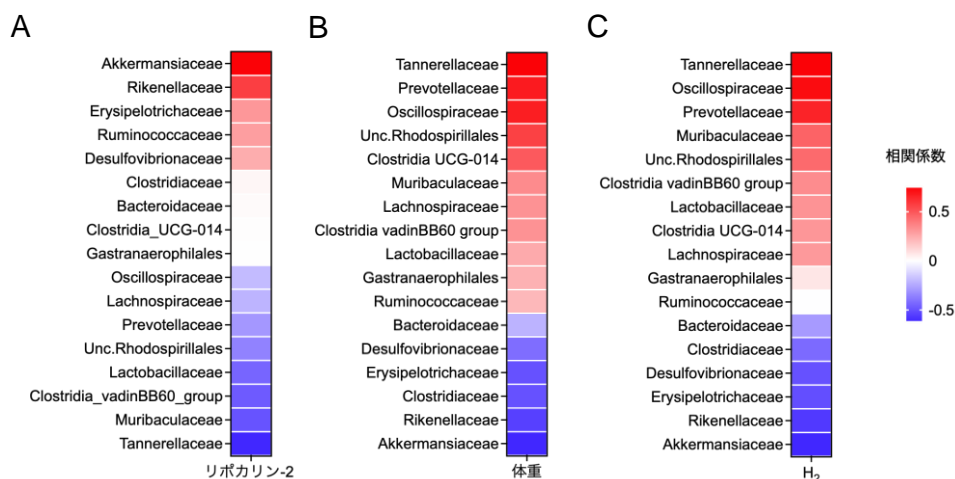 A
Akkermansiaceae
Rikenellaceae
Erysipelotrichaceae
Ruminococcaceae
Desulfovibrionaceae
Clostridiaceae
Bacteroidaceae
Clostridia_UCG-014
Gastranaerophilales
Oscillospiraceae
Lachnospiraceae
Prevotellaceae
Unc.Rhodospirillales
Lactobacillaceae
Clostridia_vadinBB60_group
Muribaculaceae
Tannerellaceae
リポカリン-2
B
Tannerellaceae
Prevotellaceae
Oscillospiraceae
Unc.Rhodospirillales
Clostridia UCG-014
Muribaculaceae
Lachnospiraceae
Clostridia vadinBB60 group
Lactobacillaceae
Gastranaerophilales
Ruminococcaceae
Bacteroidaceae
Desulfovibrionaceae
Erysipelotrichaceae
Clostridiaceae
Rikenellaceae
Akkermansiaceae
体重
C
Tannerellaceae
Oscillospiraceae
Prevotellaceae
Muribaculaceae
Unc.Rhodospirillales
Clostridia vadinBB60 group
Lactobacillaceae
Clostridia UCG-014
Lachnospiraceae
Gastranaerophilales
Ruminococcaceae
Bacteroidaceae
Clostridiaceae
Desulfovibrionaceae
Erysipelotrichaceae
Rikenellaceae
Akkermansiaceae
H₂
相関係数
0.5
0
-0.5